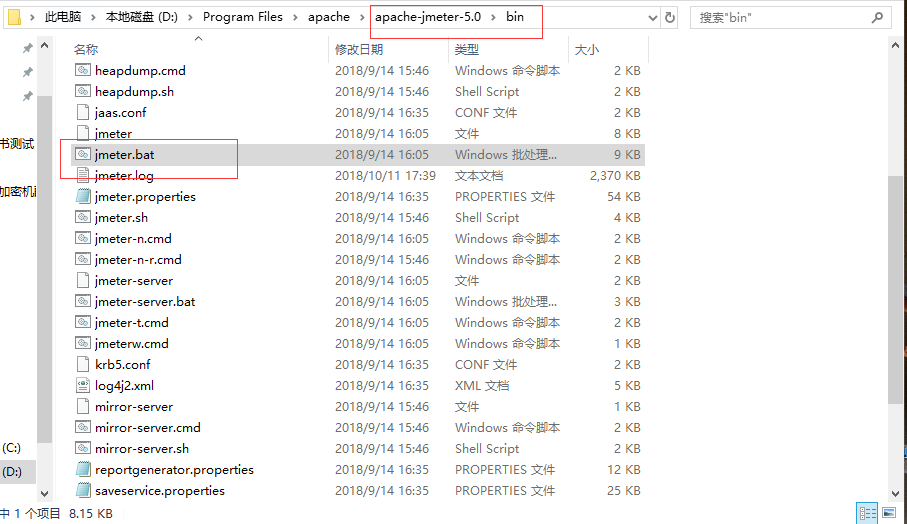 此电脑 > 本地磁盘 (D:) > Program Files > apache > apache-jmeter-5.0 > bin 搜索"bin"
名称 修改日期 类型 大小
heapdump.cmd 2018/9/14 15:46 Windows 命令脚本 2 KB
heapdump.sh 2018/9/14 15:46 Shell Script 2 KB
jaas.conf 2018/9/14 16:35 CONF 文件 2 KB
jmeter 2018/9/14 16:05 文件 8 KB
书测试
jmeter.bat 2018/9/14 16:05 Windows 批处理... 9 KB
jmeter.log 2018/10/11 17:39 文本文档 2,370 KB
加密机
jmeter.properties 2018/9/14 16:35 PROPERTIES 文件 54 KB
jmeter.sh 2018/9/14 15:46 Shell Script 4 KB
jmeter-n.cmd 2018/9/14 16:05 Windows 命令脚本 2 KB
jmeter-n-r.cmd 2018/9/14 16:05 Windows 命令脚本 2 KB
jmeter-server 2018/9/14 16:05 文件 2 KB
jmeter-server.bat 2018/9/14 16:05 Windows 批处理... 3 KB
jmeter-t.cmd 2018/9/14 16:05 Windows 命令脚本 2 KB
jmeterw.cmd 2018/9/14 16:05 Windows 命令脚本 2 KB
krb5.conf 2018/9/14 16:35 CONF 文件 2 KB
log4j2.xml 2018/9/14 16:35 XML 文档 5 KB
mirror-server 2018/9/14 15:46 文件 1 KB
mirror-server.cmd 2018/9/14 15:46 Windows 命令脚本 2 KB
(C:)
mirror-server.sh 2018/9/14 15:46 Shell Script 2 KB
(D:)
reportgenerator.properties 2018/9/14 16:35 PROPERTIES 文件 12 KB
saveservice.properties 2018/9/14 16:35 PROPERTIES 文件 25 KB
中 1 个项目 8.15 KB